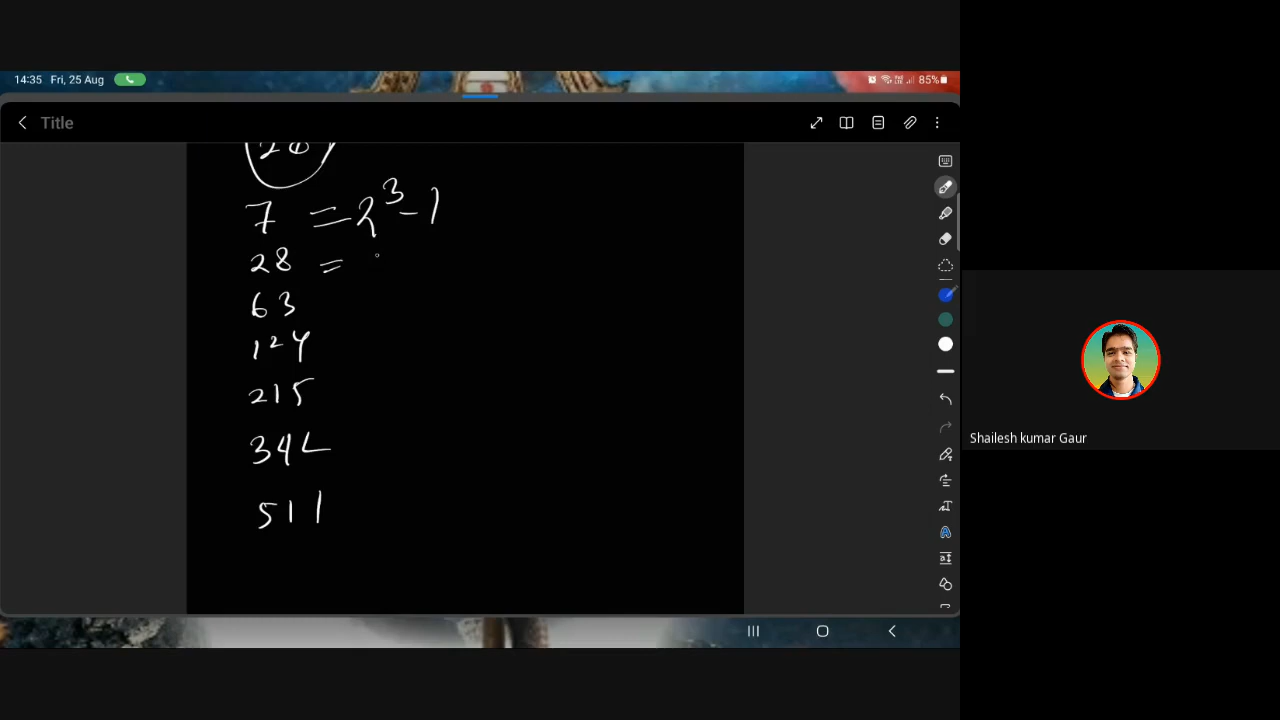 14:35 Fri, 25 Aug
85%
Title
28
7 = 2³-1
28 =
63
124
215
342
511
Shailesh kumar Gaur